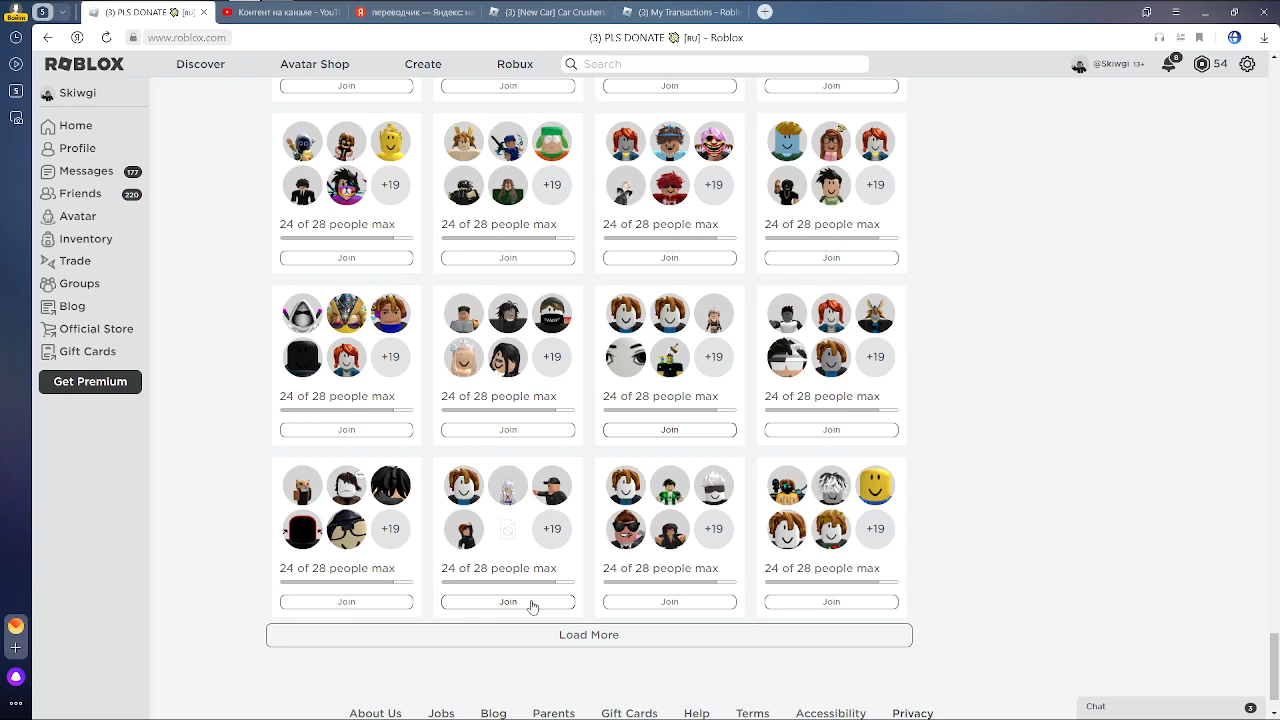 Войти
5
(3) PLS DONATE 💸 [RU]
Контент на канале - YouT
переводчик — Яндекс: н
(3) [New Car] Car Crushers
(3) My Transactions - Roblo
www.roblox.com
(3) PLS DONATE 💸 [RU] - Roblox
ROBLOX
Discover
Avatar Shop
Create
Robux
Search
@Skiwgi 13+
8
54
5
Skiwgi
Home
Profile
Messages 177
Friends 220
Avatar
Inventory
Trade
Groups
Blog
Official Store
Gift Cards
Get Premium
Join Join Join Join
+19 +19 +19 +19
24 of 28 people max 24 of 28 people max 24 of 28 people max 24 of 28 people max
Join Join Join Join
+19 +19 +19 +19
24 of 28 people max 24 of 28 people max 24 of 28 people max 24 of 28 people max
Join Join Join Join
+19 +19 +19 +19
24 of 28 people max 24 of 28 people max 24 of 28 people max 24 of 28 people max
Join Join Join Join
Load More
About Us Jobs Blog Parents Gift Cards Help Terms Accessibility Privacy
Chat 3